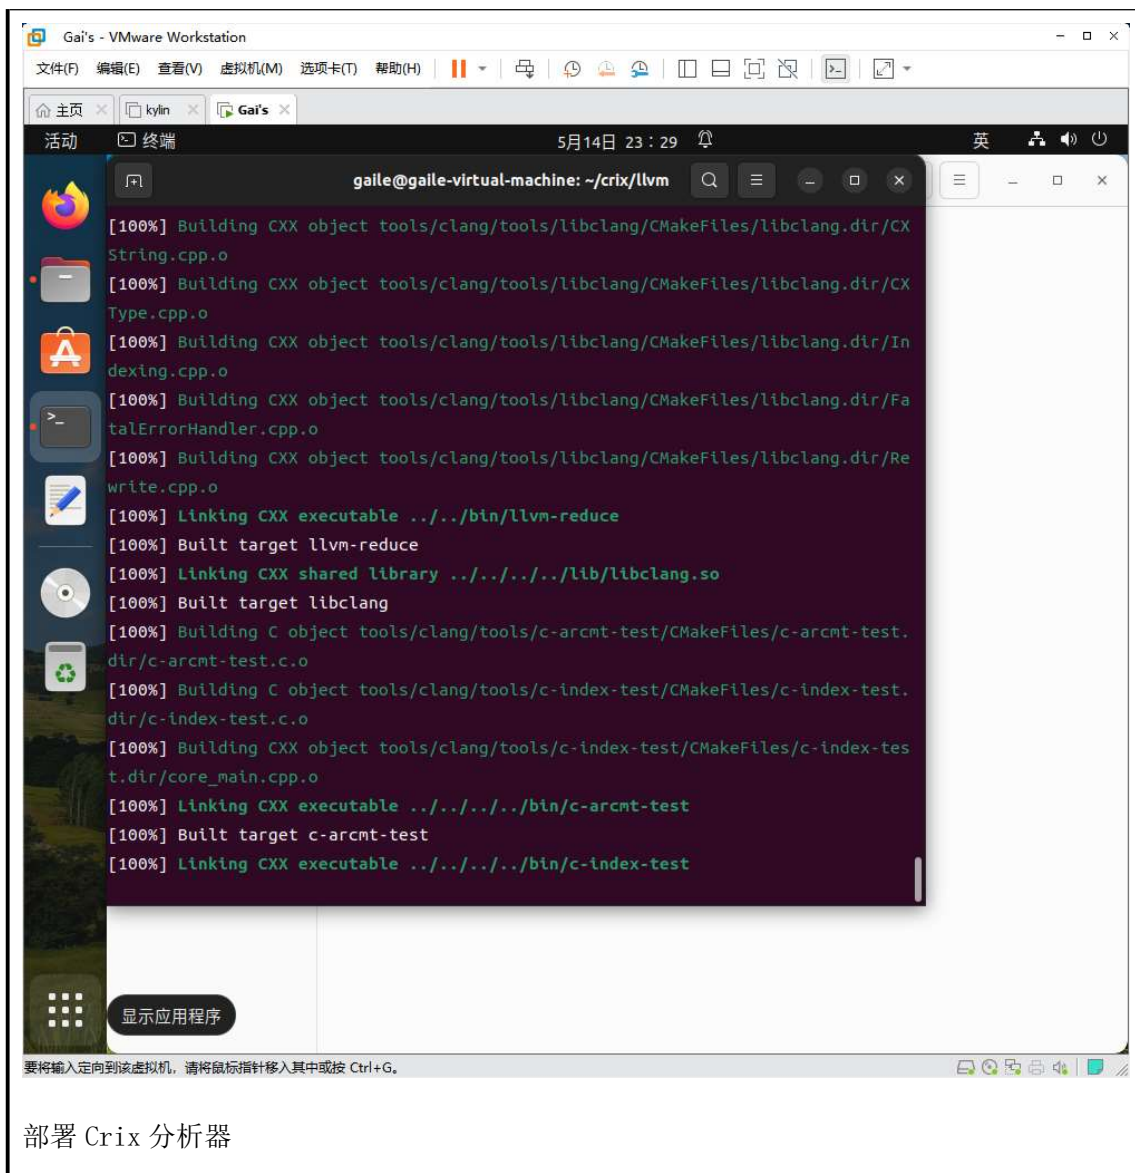 Gai's - VMware Workstation
文件(F) 编辑(E) 查看(V) 虚拟机(M) 选项卡(T) 帮助(H)
主页 kylin Gai's
活动 终端 5月14日 23：29 英
gaile@gaile-virtual-machine: ~/crix/llvm
[100%] Building CXX object tools/clang/tools/libclang/CMakeFiles/libclang.dir/CX
String.cpp.o
[100%] Building CXX object tools/clang/tools/libclang/CMakeFiles/libclang.dir/CX
Type.cpp.o
[100%] Building CXX object tools/clang/tools/libclang/CMakeFiles/libclang.dir/In
dexing.cpp.o
[100%] Building CXX object tools/clang/tools/libclang/CMakeFiles/libclang.dir/Fa
talErrorHandler.cpp.o
[100%] Building CXX object tools/clang/tools/libclang/CMakeFiles/libclang.dir/Re
write.cpp.o
[100%] Linking CXX executable ../../bin/llvm-reduce
[100%] Built target llvm-reduce
[100%] Linking CXX shared library ../../../../lib/libclang.so
[100%] Built target libclang
[100%] Building C object tools/clang/tools/c-arcmt-test/CMakeFiles/c-arcmt-test.
dir/c-arcmt-test.c.o
[100%] Building C object tools/clang/tools/c-index-test/CMakeFiles/c-index-test.
dir/c-index-test.c.o
[100%] Building CXX object tools/clang/tools/c-index-test/CMakeFiles/c-index-tes
t.dir/core_main.cpp.o
[100%] Linking CXX executable ../../../../bin/c-arcmt-test
[100%] Built target c-arcmt-test
[100%] Linking CXX executable ../../../../bin/c-index-test
显示应用程序
要将输入定向到该虚拟机，请将鼠标指针移入其中或按 Ctrl+G。
部署 Crix 分析器